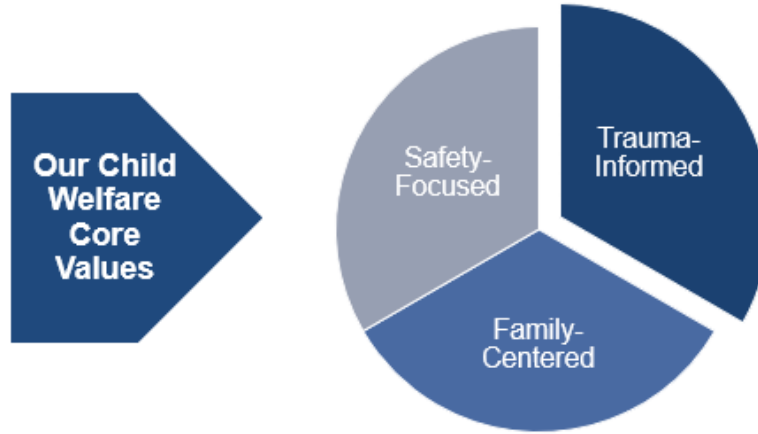 Our Child
Welfare
Core
Values
Safety-
Focused
Trauma-
Informed
Family-
Centered